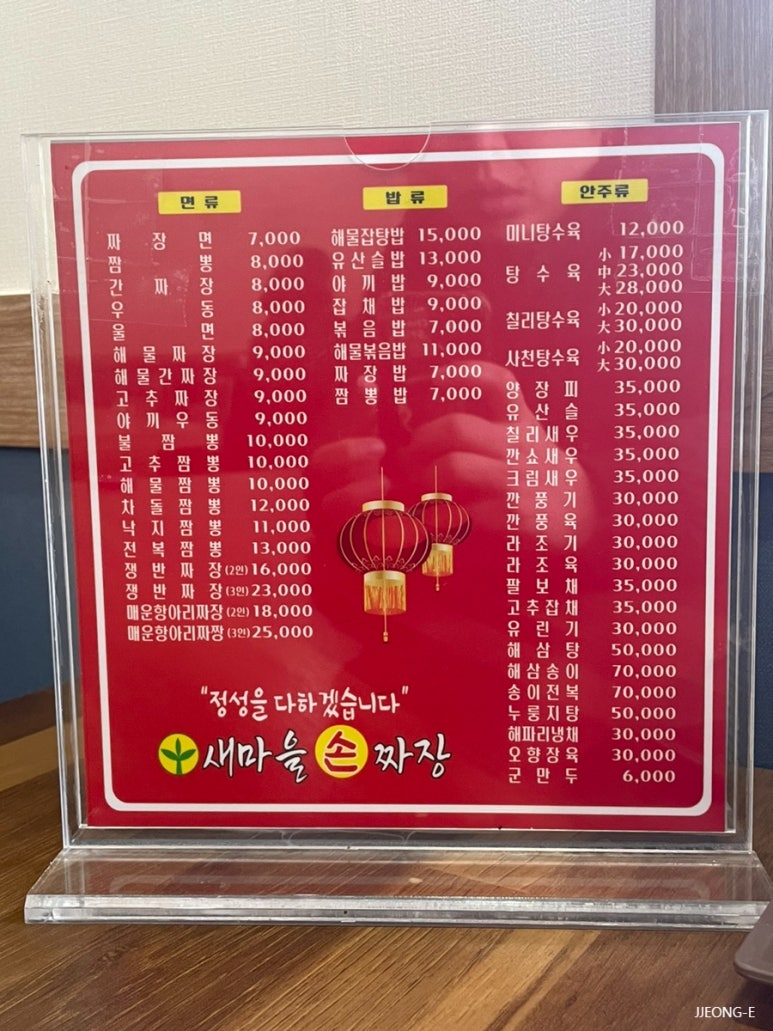 면 류
짜 장 면 7,000
짬 뽕 8,000
간 짜 장 8,000
우 동 8,000
울 면 8,000
해 물 짜 장 9,000
해 물 간 짜 장 9,000
고 추 짜 장 9,000
야 끼 우 동 9,000
불 짬 뽕 10,000
고 추 짬 뽕 10,000
해 물 짬 뽕 10,000
차 돌 짬 뽕 12,000
낙 지 짬 뽕 11,000
전 복 짬 뽕 13,000
쟁 반 짜 장 (2인) 16,000
쟁 반 짜 장 (3인) 23,000
매운항아리짜장 (2인) 18,000
매운항아리짜짱 (3인) 25,000
밥 류
해물잡탕밥 15,000
유 산 슬 밥 13,000
야 끼 밥 9,000
잡 채 밥 9,000
볶 음 밥 7,000
해물볶음밥 11,000
짜 장 밥 7,000
짬 뽕 밥 7,000
안주류
미니탕수육 12,000
탕 수 육 小 17,000
中 23,000
大 28,000
칠리탕수육 小 20,000
大 30,000
사천탕수육 小 20,000
大 30,000
양 장 피 35,000
유 산 슬 35,000
칠 리 새 우 35,000
깐 쇼 새 우 35,000
크 림 새 우 35,000
깐 풍 기 30,000
깐 풍 육 30,000
라 조 기 30,000
라 조 육 30,000
팔 보 채 35,000
고 추 잡 채 35,000
유 린 기 30,000
해 삼 탕 50,000
해 삼 송 이 70,000
송 이 전 복 70,000
누 룽 지 탕 50,000
해파리냉채 30,000
오 향 장 육 30,000
군 만 두 6,000
"정성을 다하겠습니다"
새마을 손 짜장
JJEONG-E